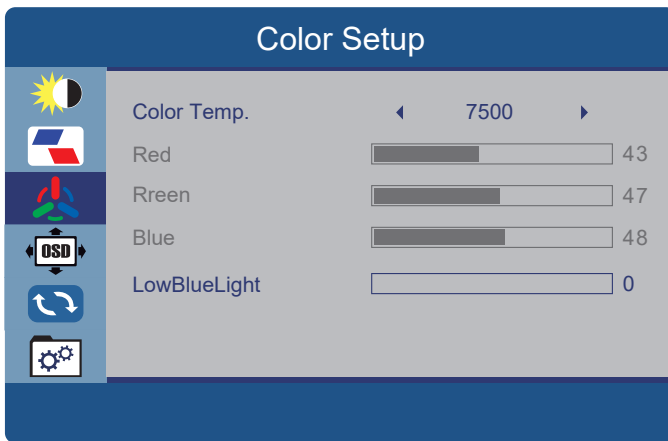 Color Setup
Color Temp. 7500
Red 43
Rreen 47
Blue 48
OSD
LowBlueLight 0